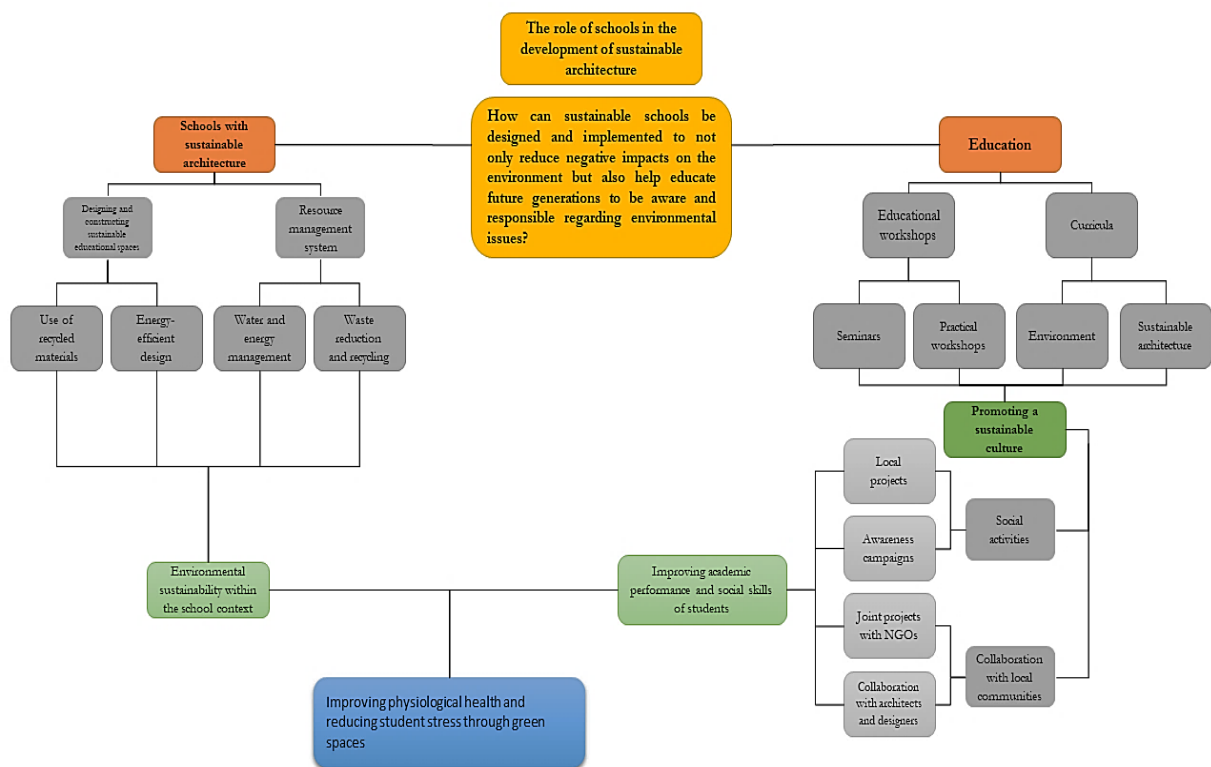 The role of schools in the
development of sustainable
architecture
How can sustainable schools be
designed and implemented to not
only reduce negative impacts on the
environment but also help educate
future generations to be aware and
responsible regarding environmental
issues?
Schools with
sustainable
architecture
Education
Designing and
constructing
sustainable
educational spaces
Resource
management
system
Educational
workshops
Curricula
Use of
recycled
materials
Energy-
efficient
design
Water and
energy
management
Waste
reduction
and recycling
Seminars
Practical
workshops
Environment
Sustainable
architecture
Promoting a
sustainable
culture
Local
projects
Awareness
campaigns
Social
activities
Joint projects
with NGOs
Collaboration
with architects
and designers
Collaboration
with local
communities
Environmental
sustainability within
the school context
Improving academic
performance and social skills
of students
Improving physiological health and
reducing student stress through green
spaces